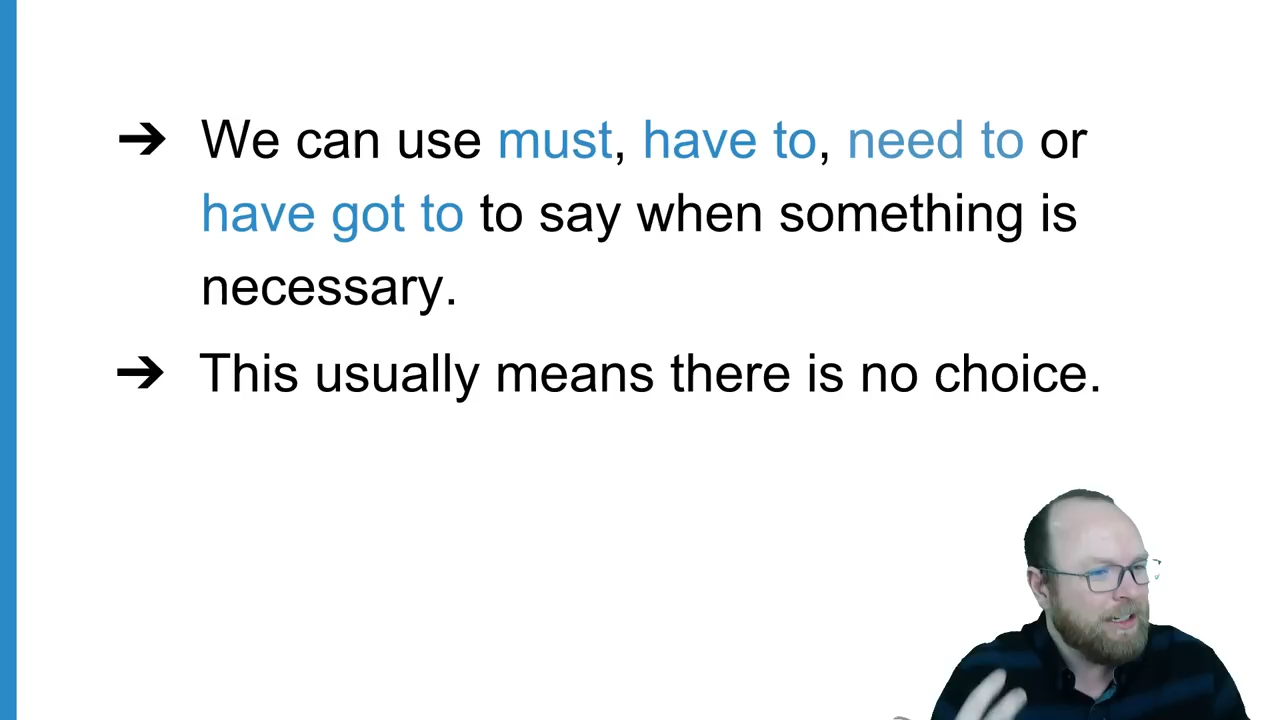 ➔ We can use must, have to, need to or
have got to to say when something is
necessary.
➔ This usually means there is no choice.